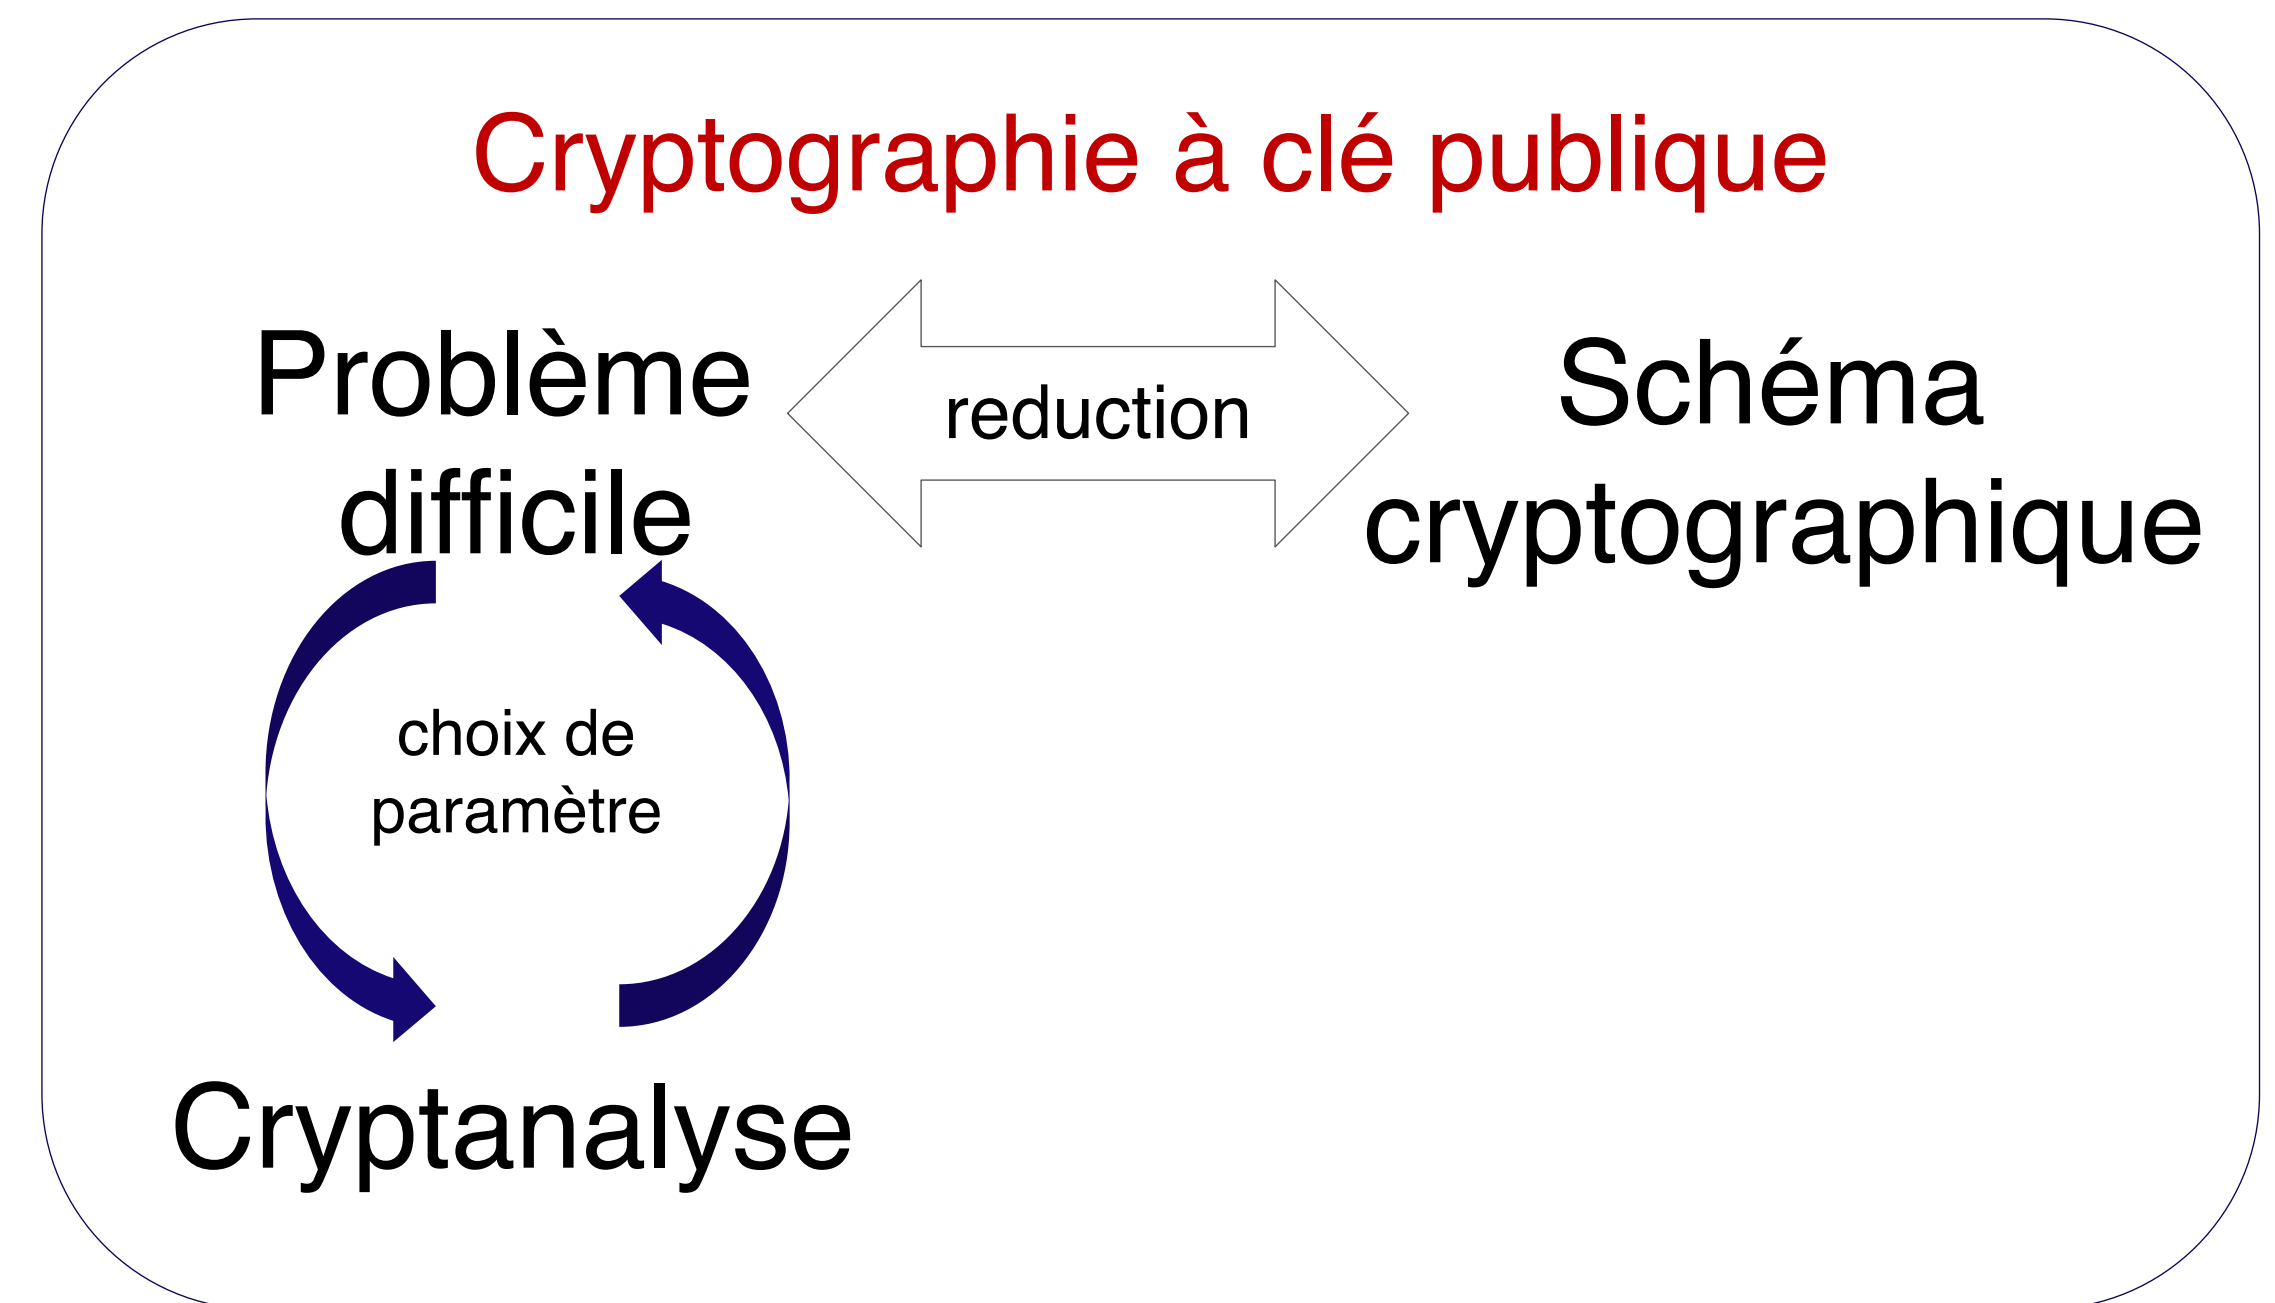 Cryptographie à clé publique
Problème
difficile
reduction
Schéma
cryptographique
choix de
paramètre
Cryptanalyse